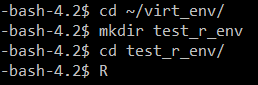 -bash-4.2$ cd ~/virt_env/
-bash-4.2$ mkdir test_r_env
-bash-4.2$ cd test_r_env/
-bash-4.2$ R